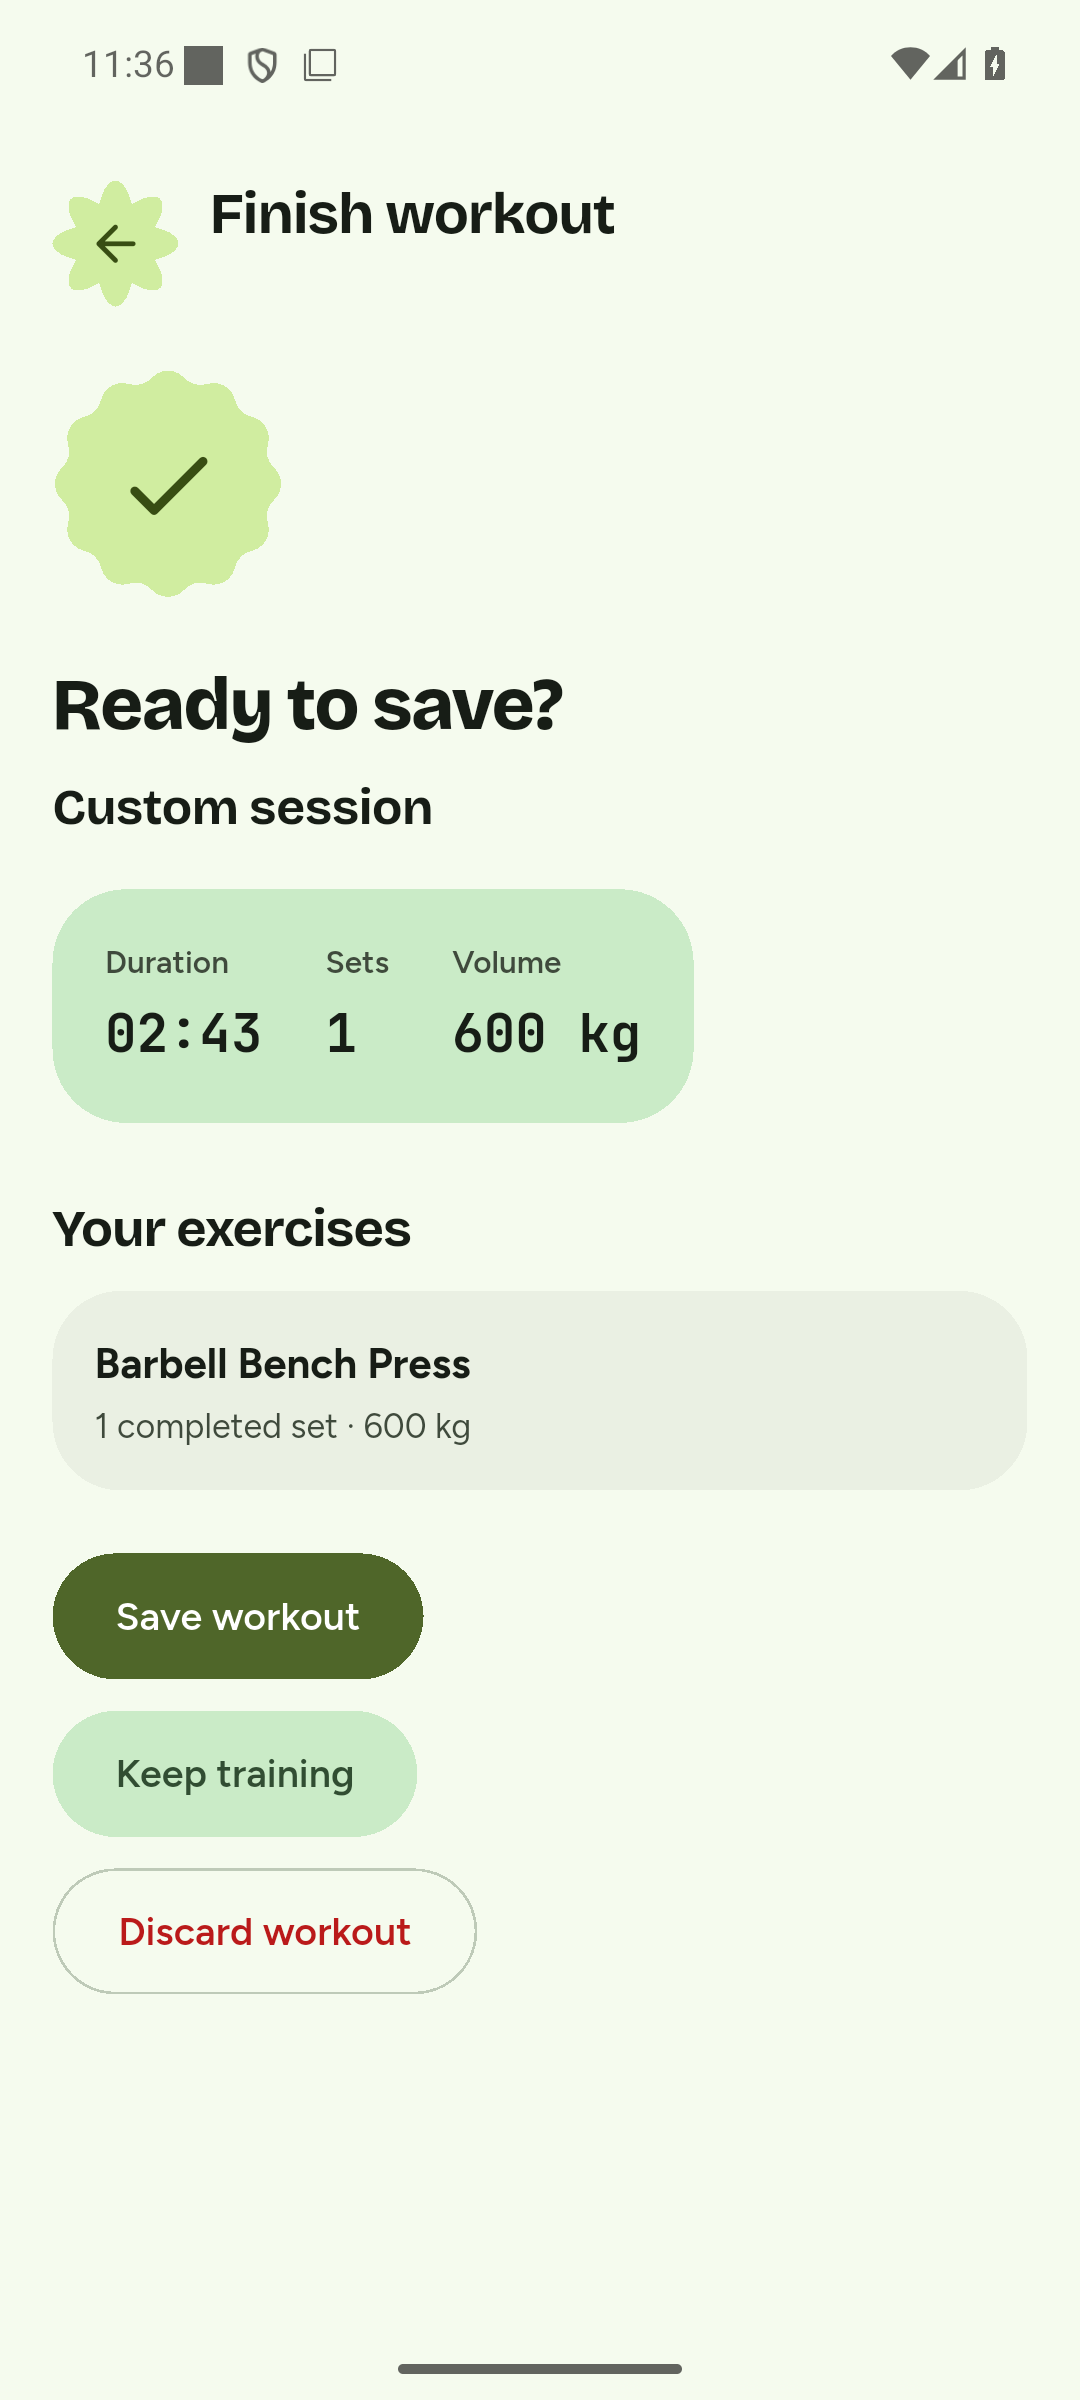 11:36
Finish workout
Ready to save?
Custom session
Duration Sets Volume
02:43 1 600 kg
Your exercises
Barbell Bench Press
1 completed set · 600 kg
Save workout
Keep training
Discard workout